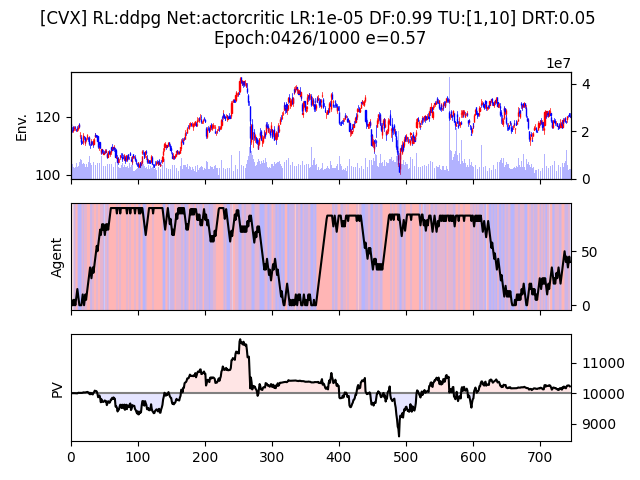 [CVX] RL:ddpg Net:actorcritic LR:1e-05 DF:0.99 TU:[1,10] DRT:0.05
Epoch:0426/1000 e=0.57
1e7
Env.
120
100
4
2
0
Agent
50
0
PV
11000
10000
9000
0 100 200 300 400 500 600 700